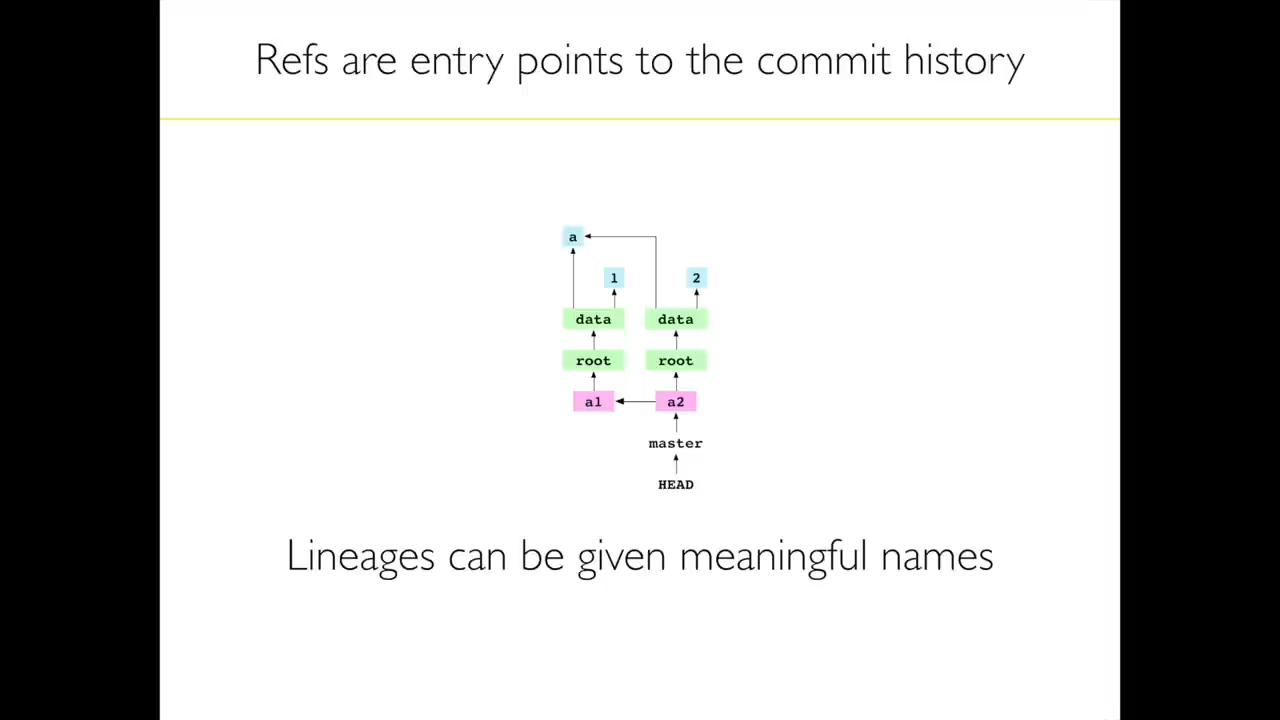 Refs are entry points to the commit history
a
1 2
data data
root root
a1 a2
master
HEAD
Lineages can be given meaningful names